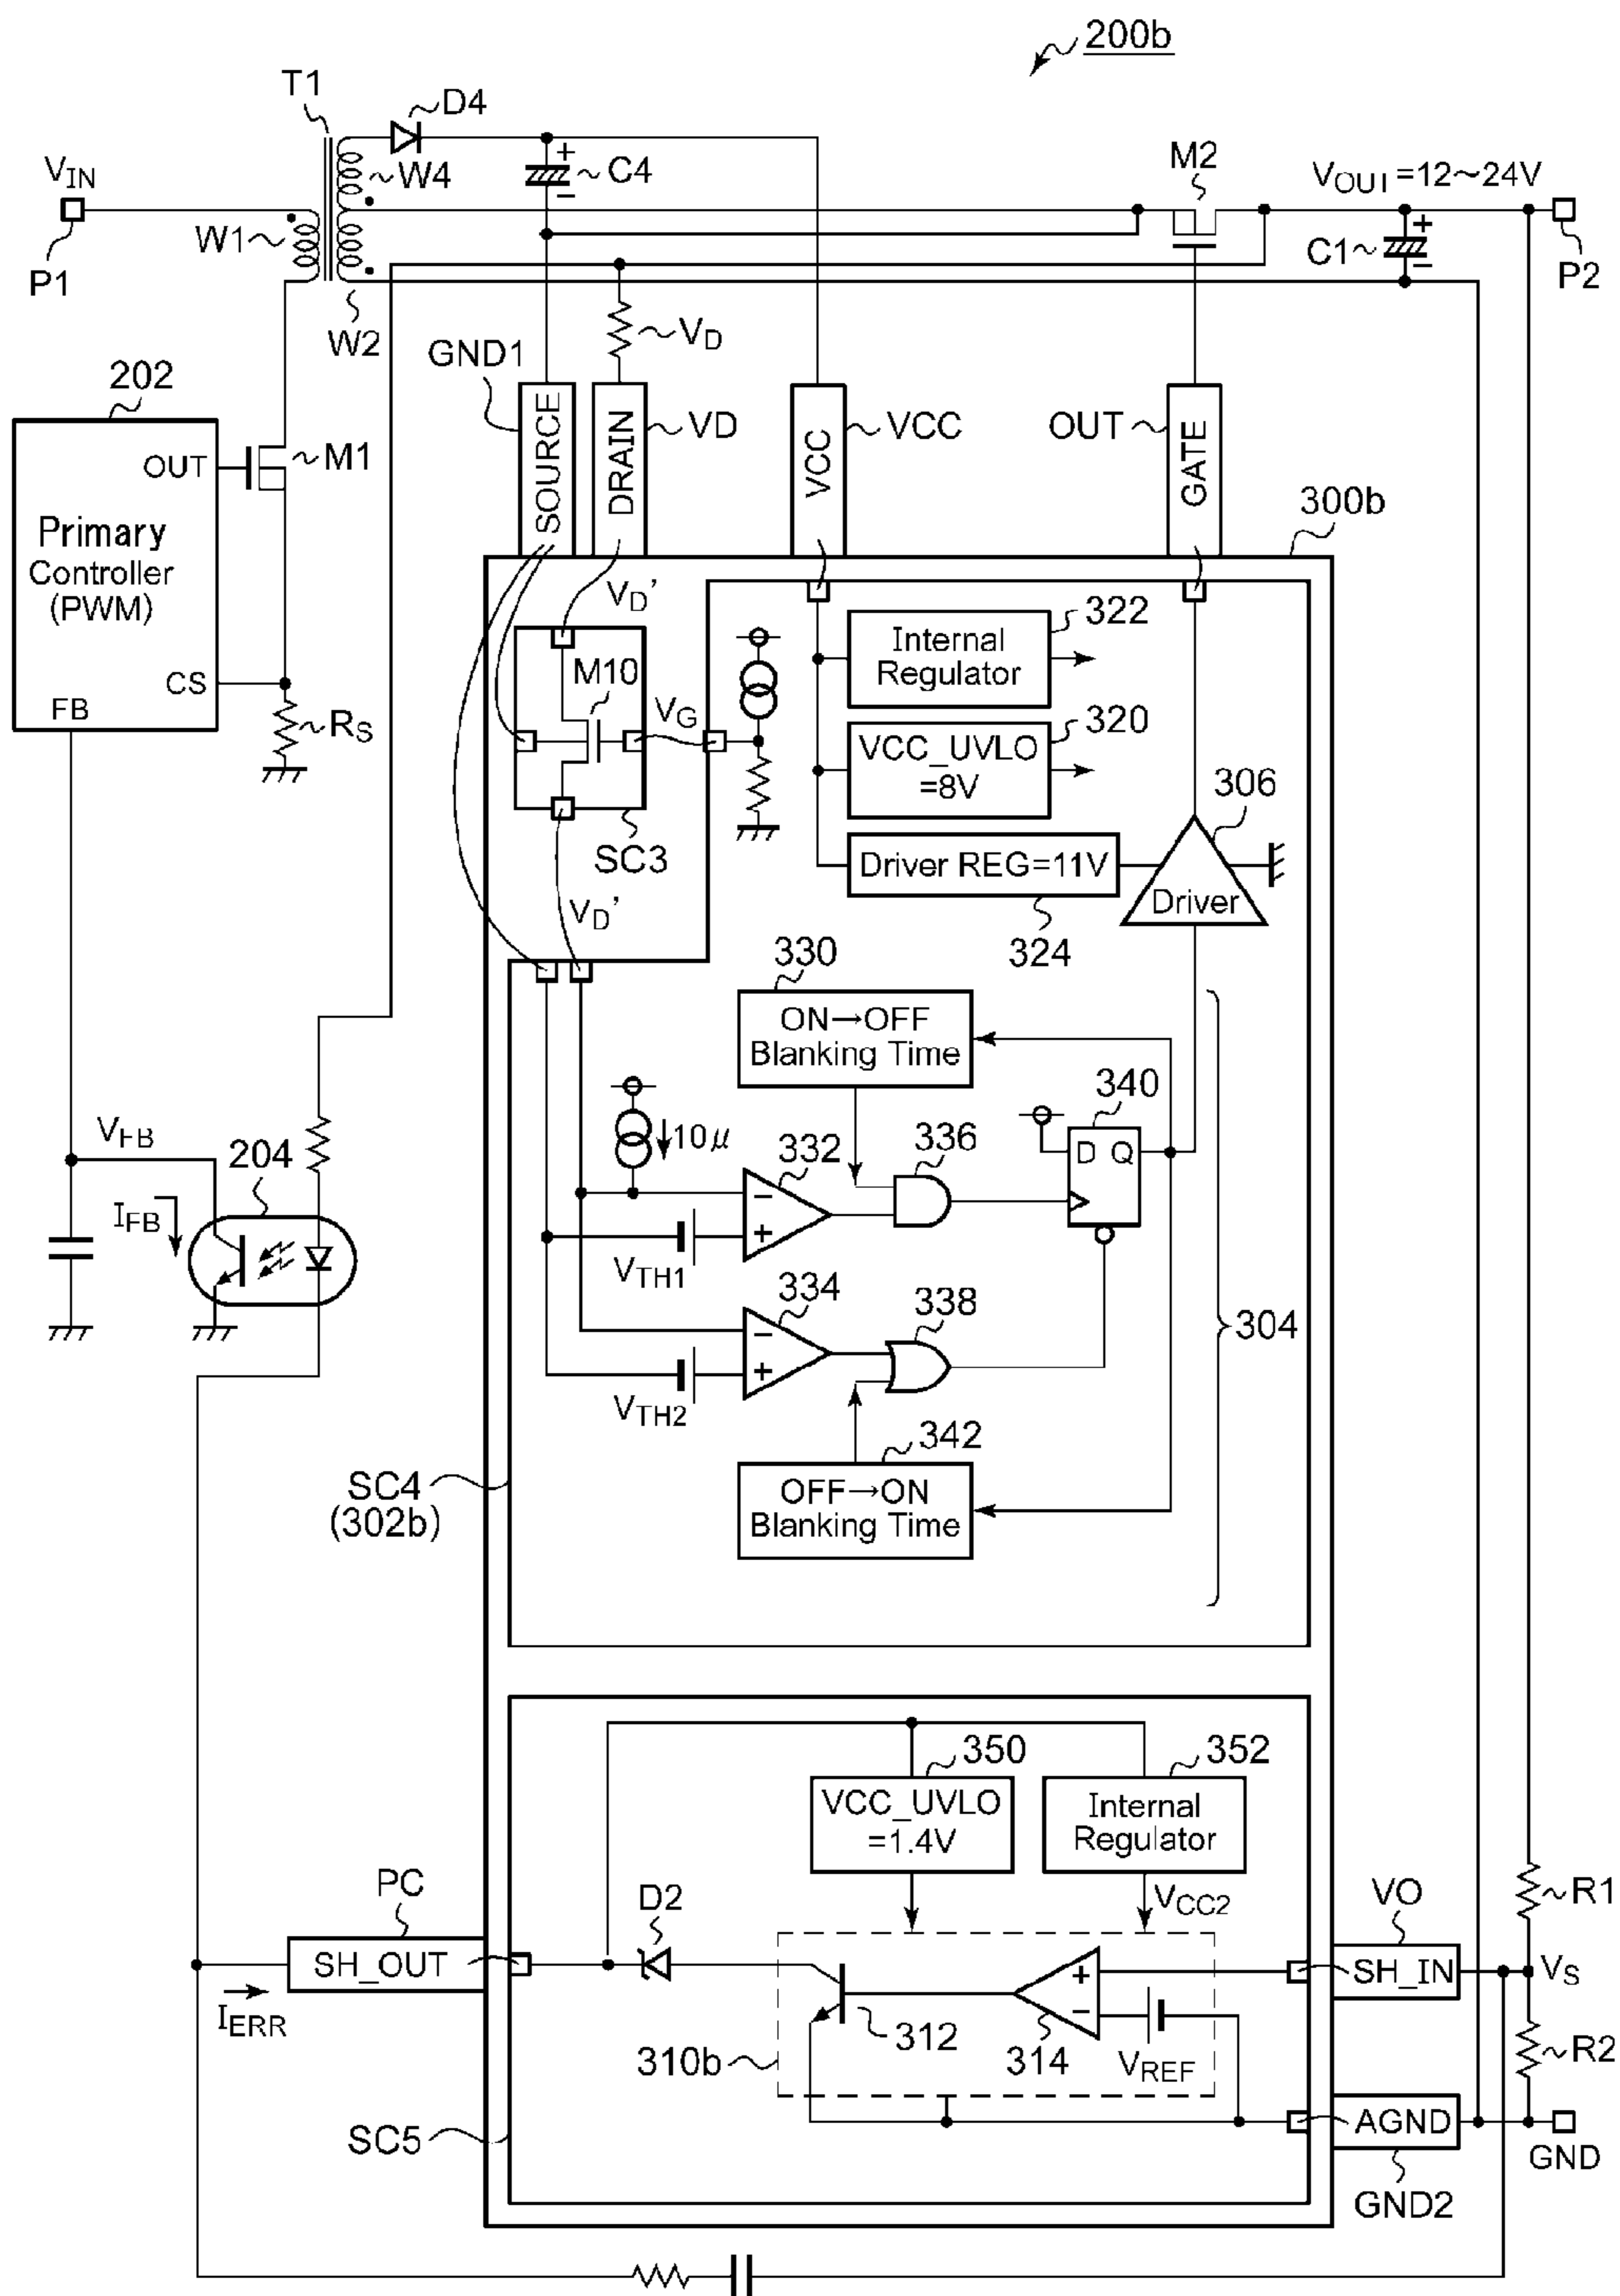 200b
T1
D4
W4
C4
M2
VIN
VOUT =12~24V
W1
P1
C1
P2
W2
VD
GND1
202
OUT
M1
Primary
Controller
(PWM)
CS
FB
RS
SOURCE
DRAIN
VD
VCC
VCC
OUT
GATE
300b
VD'
M10
VG
SC3
VD'
Internal
Regulator
322
VCC_UVLO
=8V
320
Driver REG=11V
324
306
Driver
330
ON→OFF
Blanking Time
340
D Q
10μ
332
336
−
+
VTH1
334
338
−
+
VTH2
304
342
OFF→ON
Blanking Time
SC4
(302b)
VFB
204
IFB
350
352
VCC_UVLO
=1.4V
Internal
Regulator
VCC2
PC
D2
VO
R1
SH_OUT
SH_IN
VS
IERR
+
−
312
314
VREF
310b
R2
SC5
AGND
GND
GND2